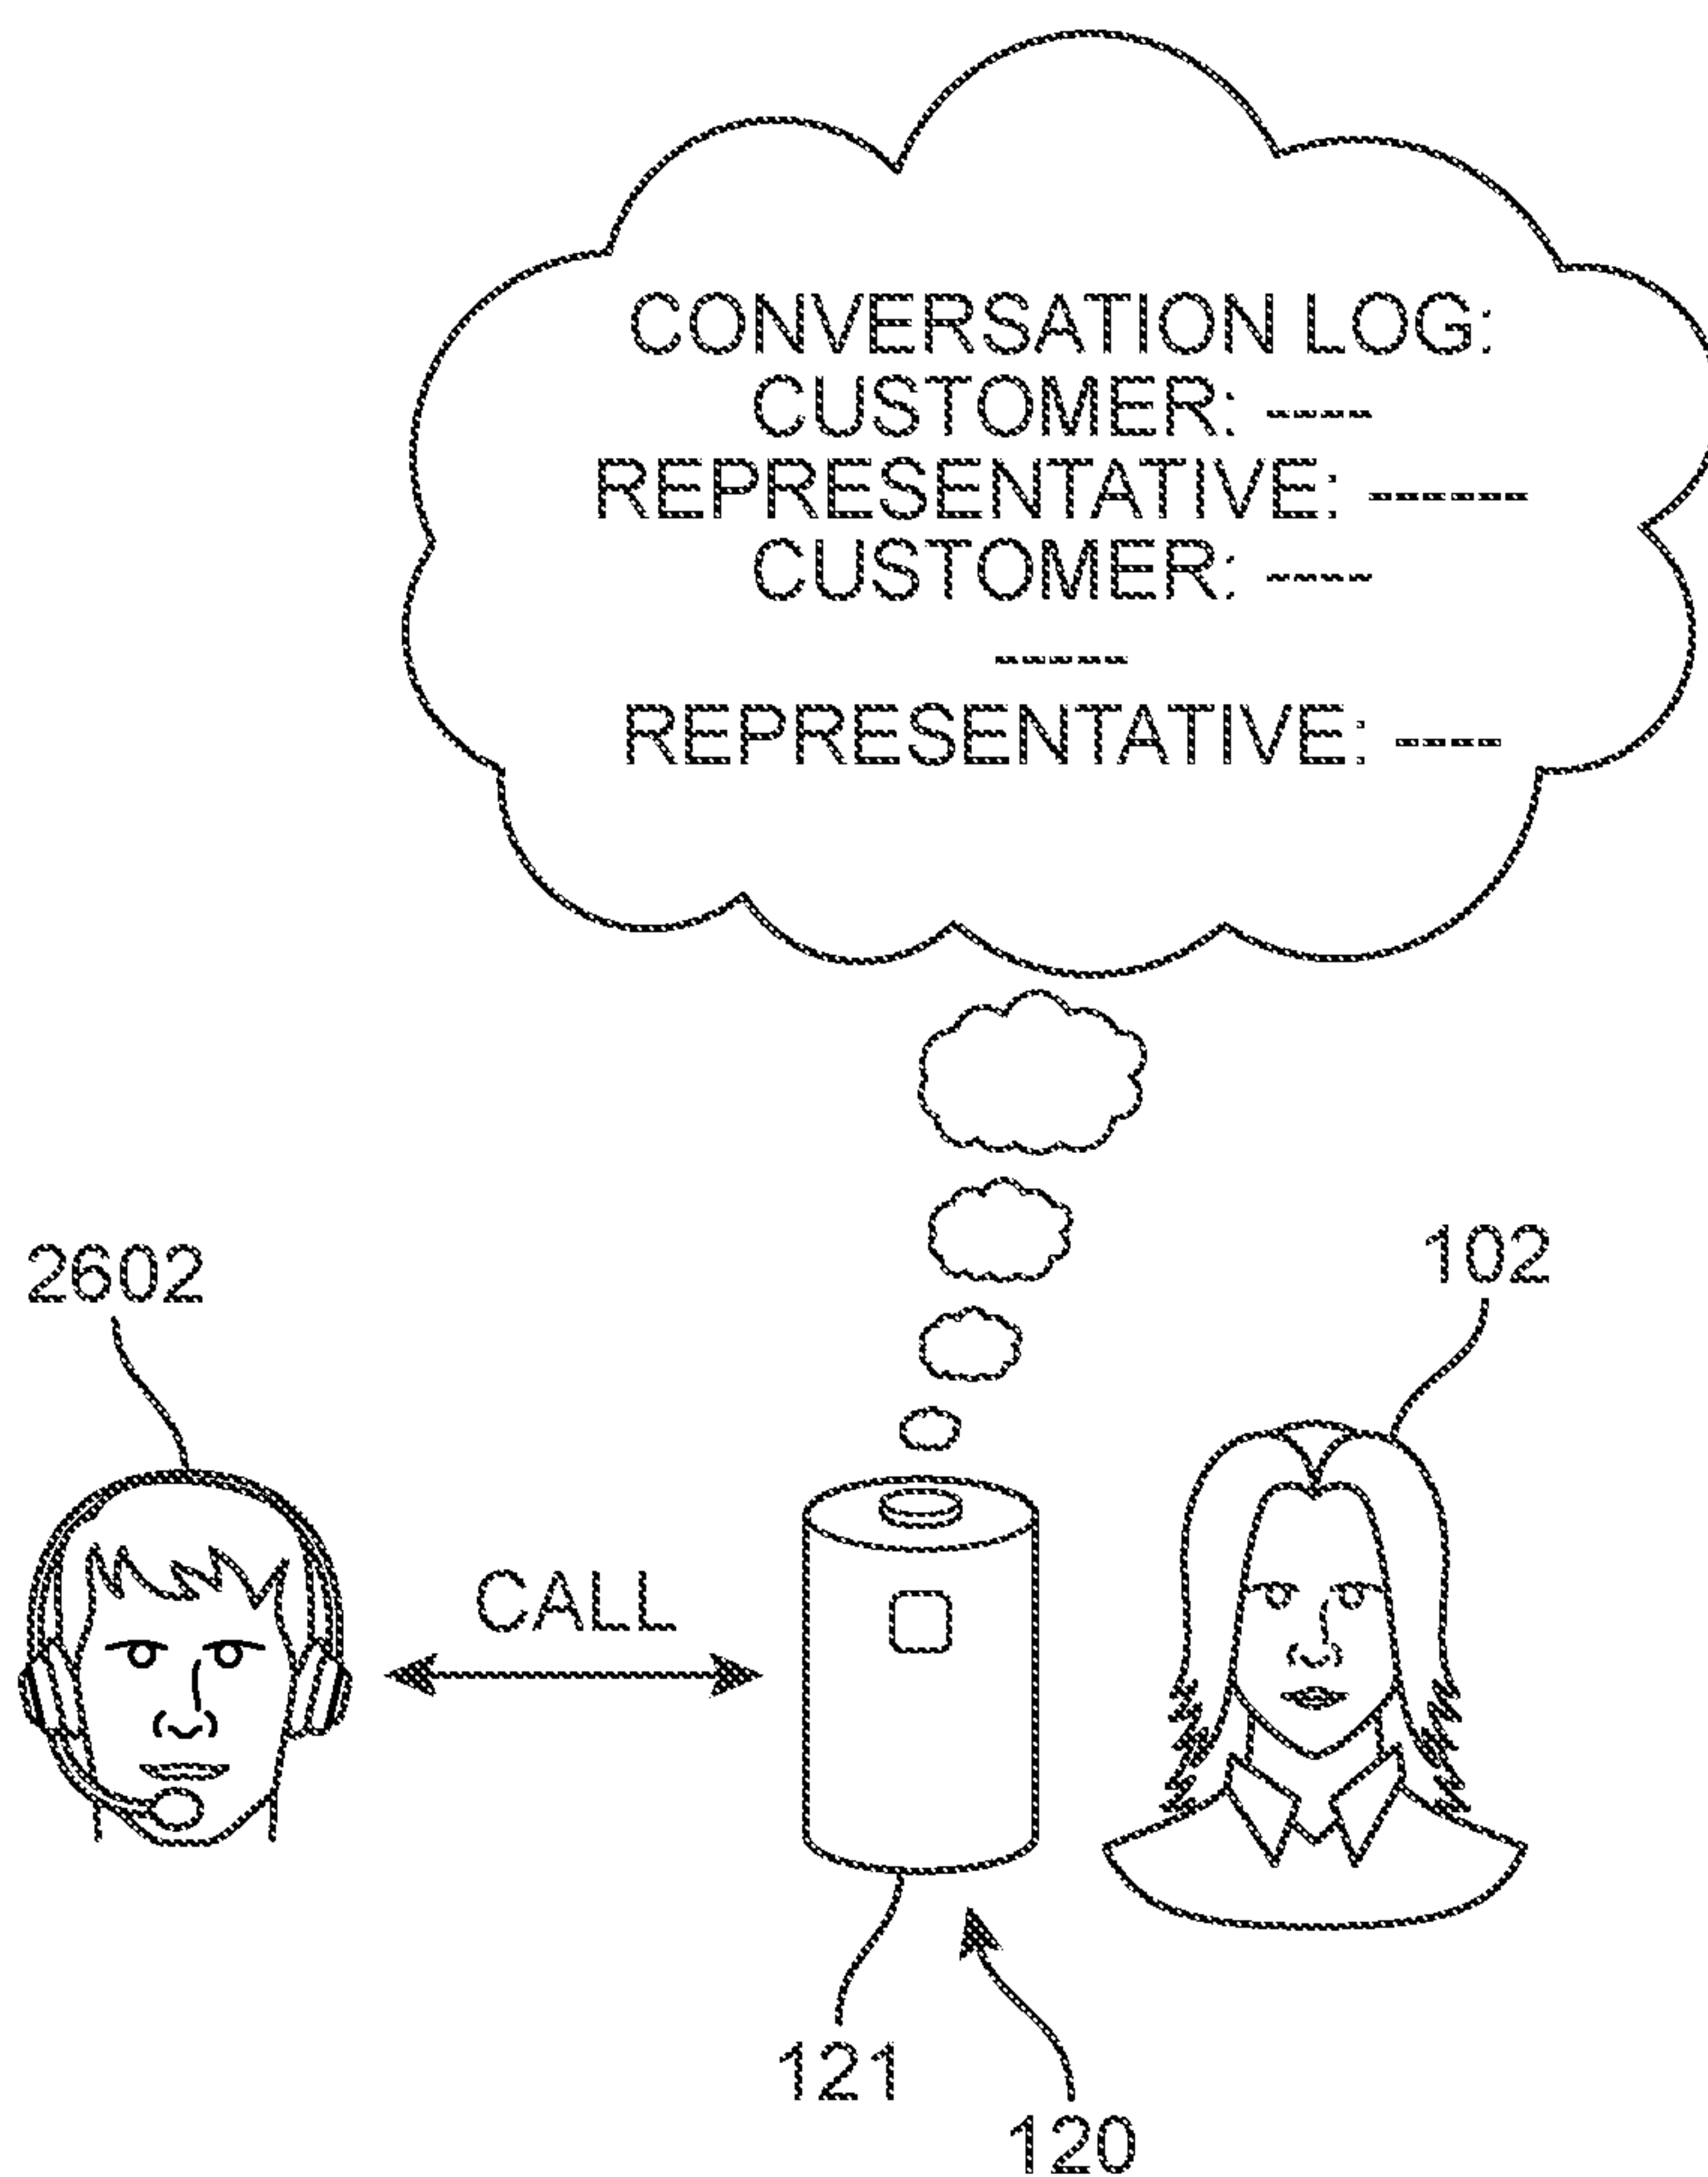 CONVERSATION LOG:
CUSTOMER: ----
REPRESENTATIVE: ------
CUSTOMER: ----
-----
REPRESENTATIVE: ----
2602
102
CALL
121
120